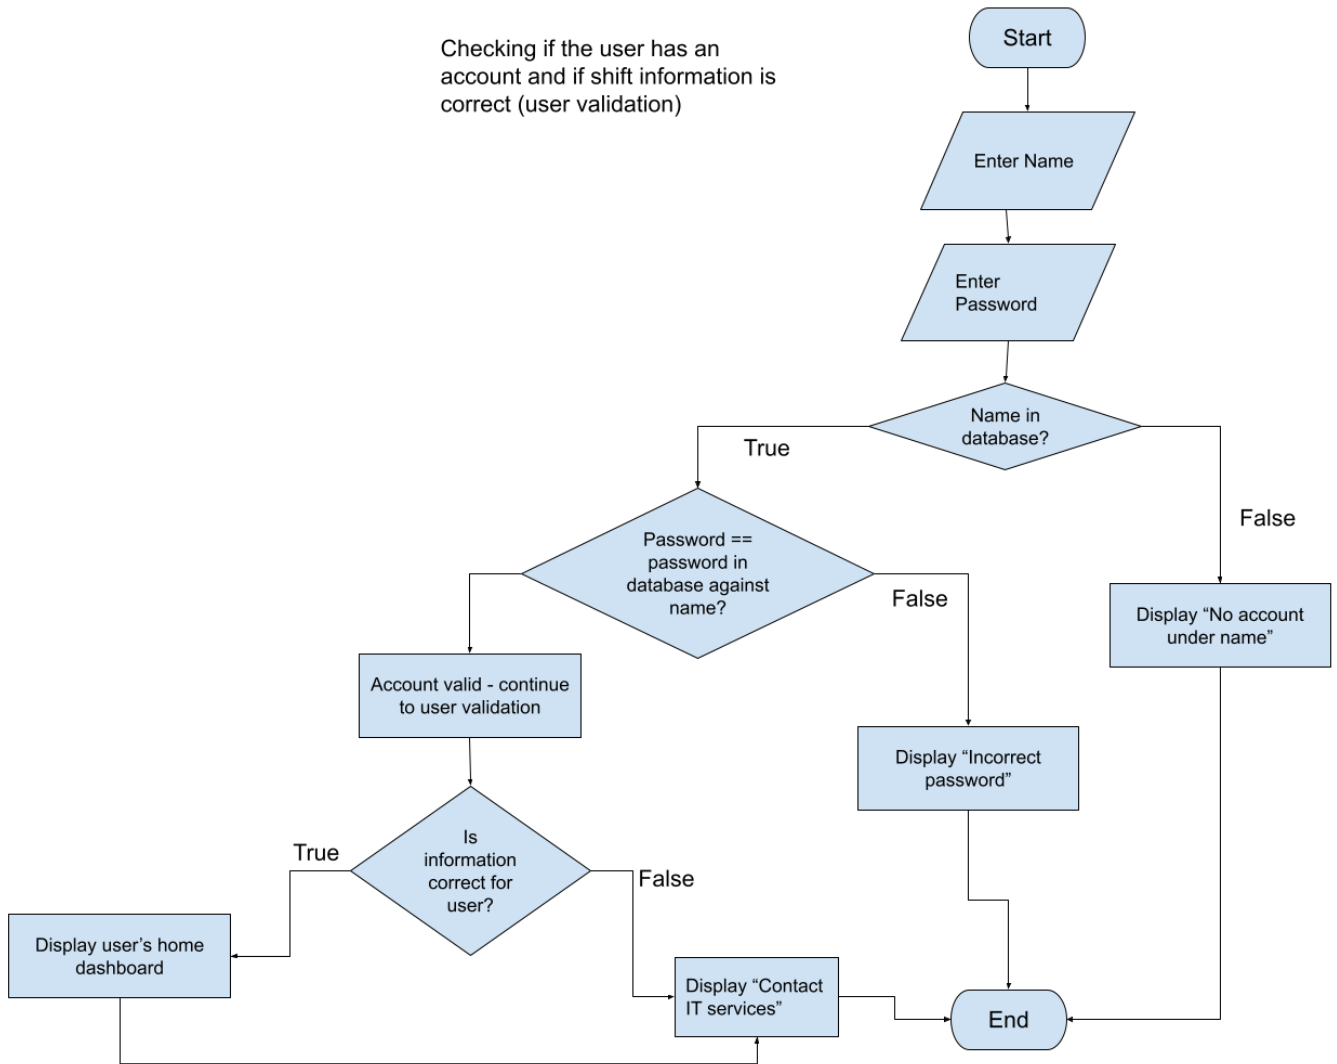 Checking if the user has an
account and if shift information is
correct (user validation)
Start
Enter Name
Enter
Password
Name in
database?
True
False
Password ==
password in
database against
name?
False
Display “No account
under name”
Account valid - continue
to user validation
Display “Incorrect
password”
Is
information
correct for
user?
True
False
Display user’s home
dashboard
Display “Contact
IT services”
End